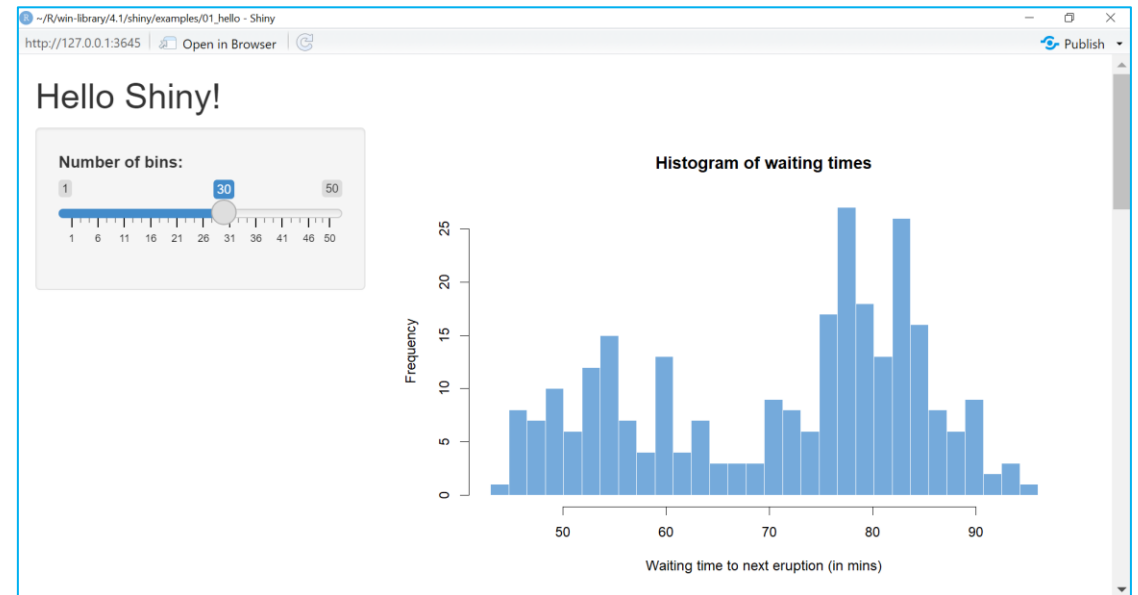 ~/R/win-library/4.1/shiny/examples/01_hello - Shiny
http://127.0.0.1:3645 Open in Browser Publish
Hello Shiny!
Number of bins:
1 30 50
1 6 11 16 21 26 31 36 41 46 50
Histogram of waiting times
Frequency
25
20
15
10
5
0
50 60 70 80 90
Waiting time to next eruption (in mins)